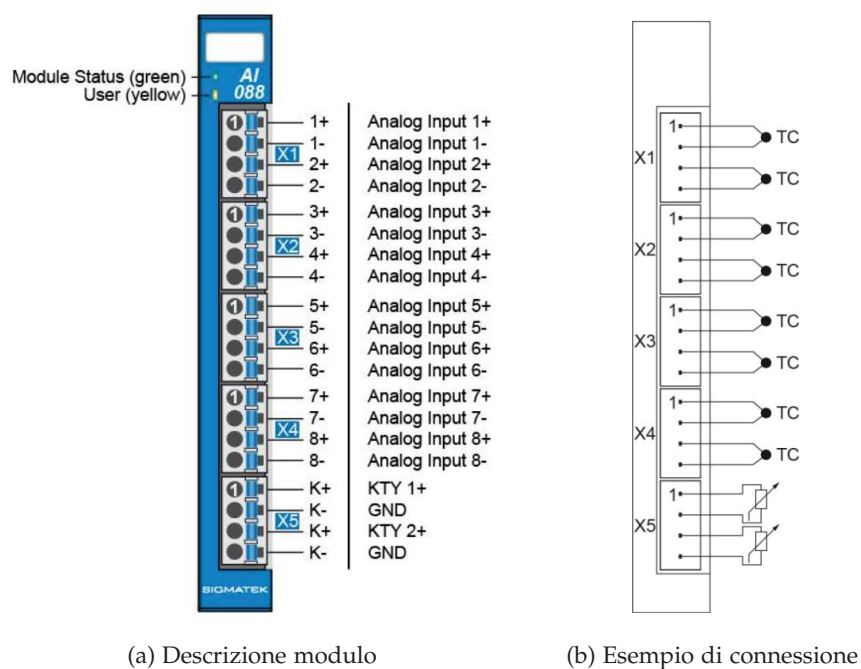 AI
088
Module Status (green)
User (yellow)
1 1+ Analog Input 1+
1- Analog Input 1-
X1
2+ Analog Input 2+
2- Analog Input 2-
1 3+ Analog Input 3+
3- Analog Input 3-
X2
4+ Analog Input 4+
4- Analog Input 4-
1 5+ Analog Input 5+
5- Analog Input 5-
X3
6+ Analog Input 6+
6- Analog Input 6-
1 7+ Analog Input 7+
7- Analog Input 7-
X4
8+ Analog Input 8+
8- Analog Input 8-
1 K+ KTY 1+
K- GND
X5
K+ KTY 2+
K- GND
SIGMATEK
(a) Descrizione modulo
1
TC
X1
TC
1
TC
X2
TC
1
TC
X3
TC
1
TC
X4
TC
1
X5
(b) Esempio di connessione